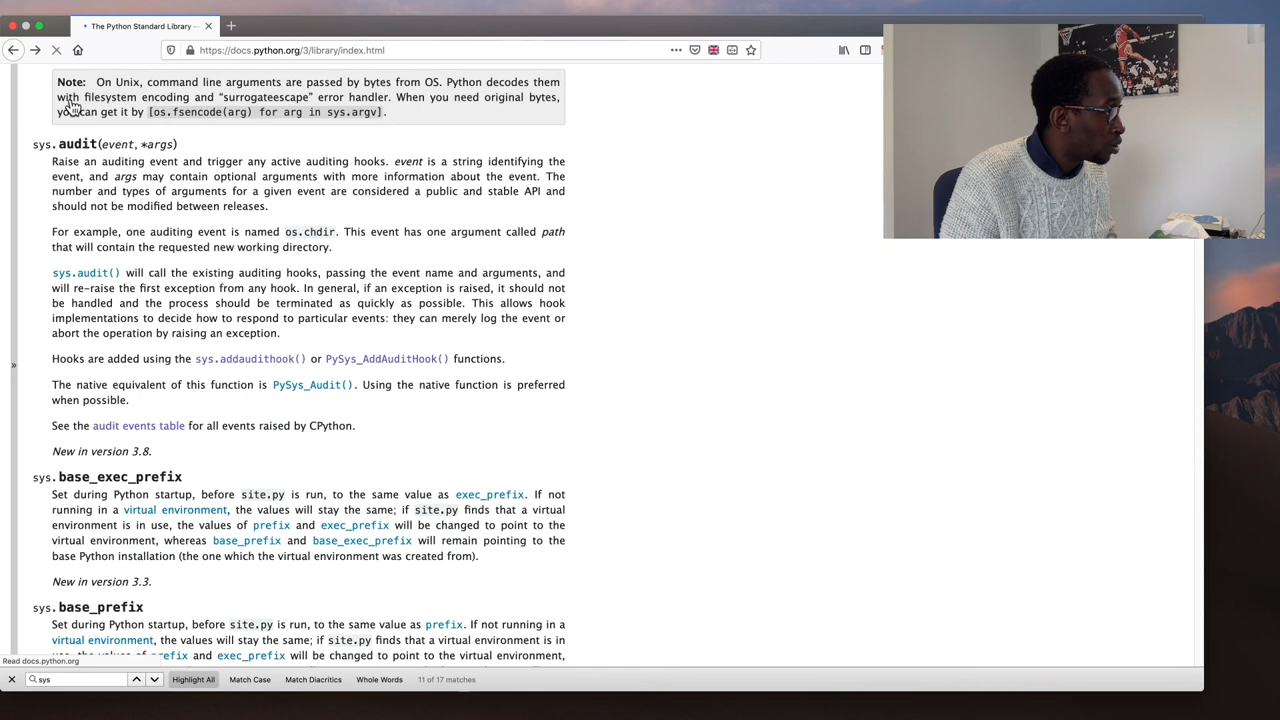 The Python Standard Library —
https://docs.python.org/3/library/index.html
Note: On Unix, command line arguments are passed by bytes from OS. Python decodes them
with filesystem encoding and “surrogateescape” error handler. When you need original bytes,
you can get it by [os.fsencode(arg) for arg in sys.argv].
sys.audit(event, *args)
Raise an auditing event and trigger any active auditing hooks. event is a string identifying the
event, and args may contain optional arguments with more information about the event. The
number and types of arguments for a given event are considered a public and stable API and
should not be modified between releases.
For example, one auditing event is named os.chdir. This event has one argument called path
that will contain the requested new working directory.
sys.audit() will call the existing auditing hooks, passing the event name and arguments, and
will re-raise the first exception from any hook. In general, if an exception is raised, it should not
be handled and the process should be terminated as quickly as possible. This allows hook
implementations to decide how to respond to particular events: they can merely log the event or
abort the operation by raising an exception.
Hooks are added using the sys.addaudithook() or PySys_AddAuditHook() functions.
The native equivalent of this function is PySys_Audit(). Using the native function is preferred
when possible.
See the audit events table for all events raised by CPython.
New in version 3.8.
sys.base_exec_prefix
Set during Python startup, before site.py is run, to the same value as exec_prefix. If not
running in a virtual environment, the values will stay the same; if site.py finds that a virtual
environment is in use, the values of prefix and exec_prefix will be changed to point to the
virtual environment, whereas base_prefix and base_exec_prefix will remain pointing to the
base Python installation (the one which the virtual environment was created from).
New in version 3.3.
sys.base_prefix
Set during Python startup, before site.py is run, to the same value as prefix. If not running in a
virtual environment, the values will stay the same; if site.py finds that a virtual environment is in
use, the values of prefix and exec_prefix will be changed to point to the virtual environment,
Read docs.python.org
sys
Highlight All
Match Case
Match Diacritics
Whole Words
11 of 17 matches